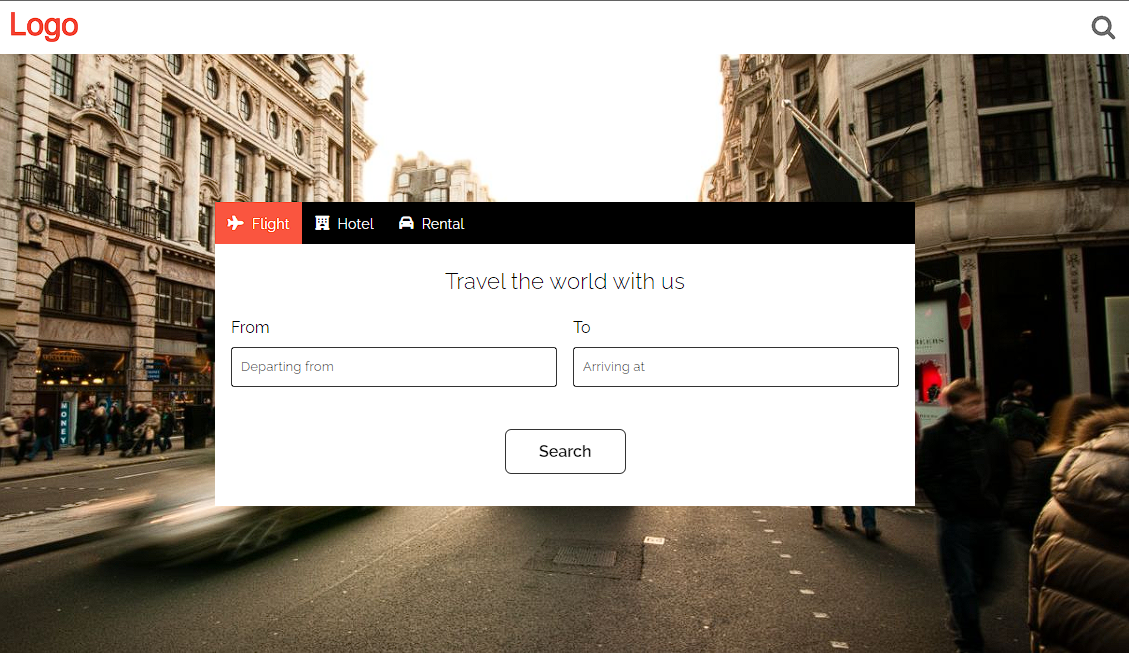 Logo
Flight Hotel Rental
Travel the world with us
From To
Departing from Arriving at
Search
MONEY